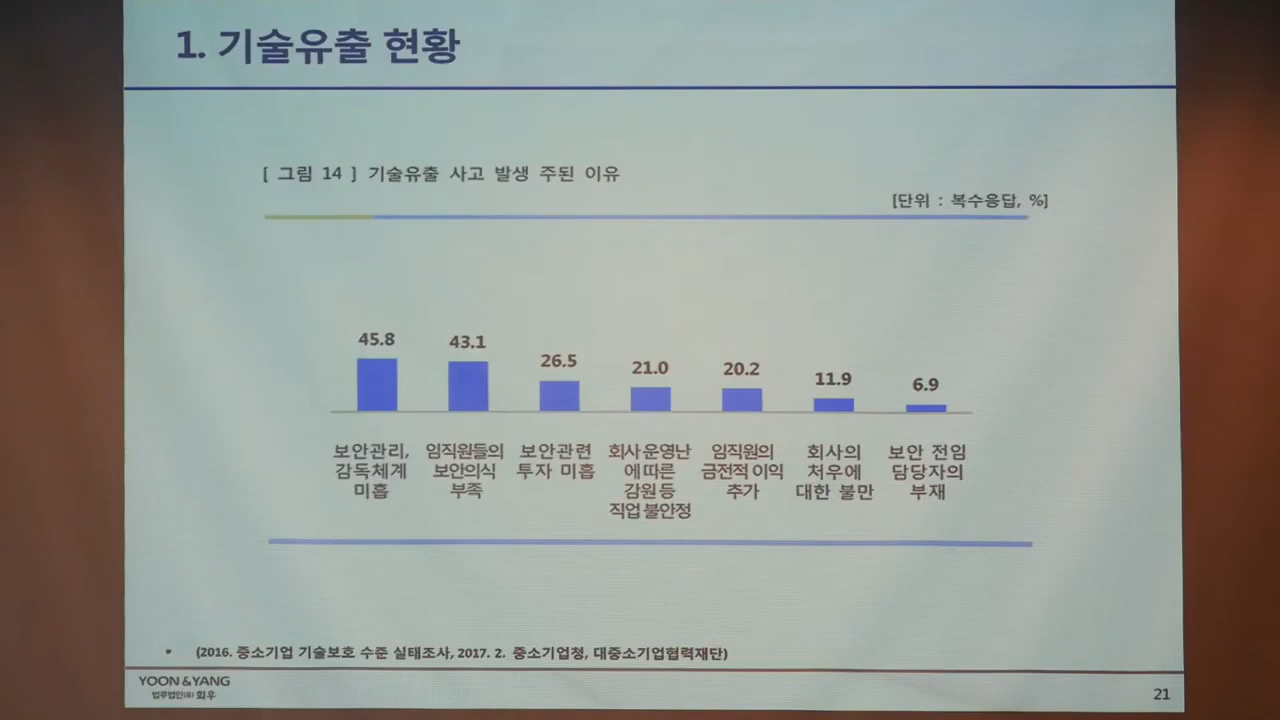 1. 기술유출 현황
[ 그림 14 ] 기술유출 사고 발생 주된 이유
[단위 : 복수응답, %]
45.8
43.1
26.5
21.0
20.2
11.9
6.9
보안관리,
감독체계
미흡
임직원들의
보안의식
부족
보안관련
투자 미흡
회사 운영난
에 따른
감원 등
직업 불안정
임직원의
금전적 이익
추가
회사의
처우에
대한 불만
보안 전임
담당자의
부재
* (2016. 중소기업 기술보호 수준 실태조사, 2017. 2. 중소기업청, 대중소기업협력재단)
YOON & YANG
법무법인(유) 화우
21